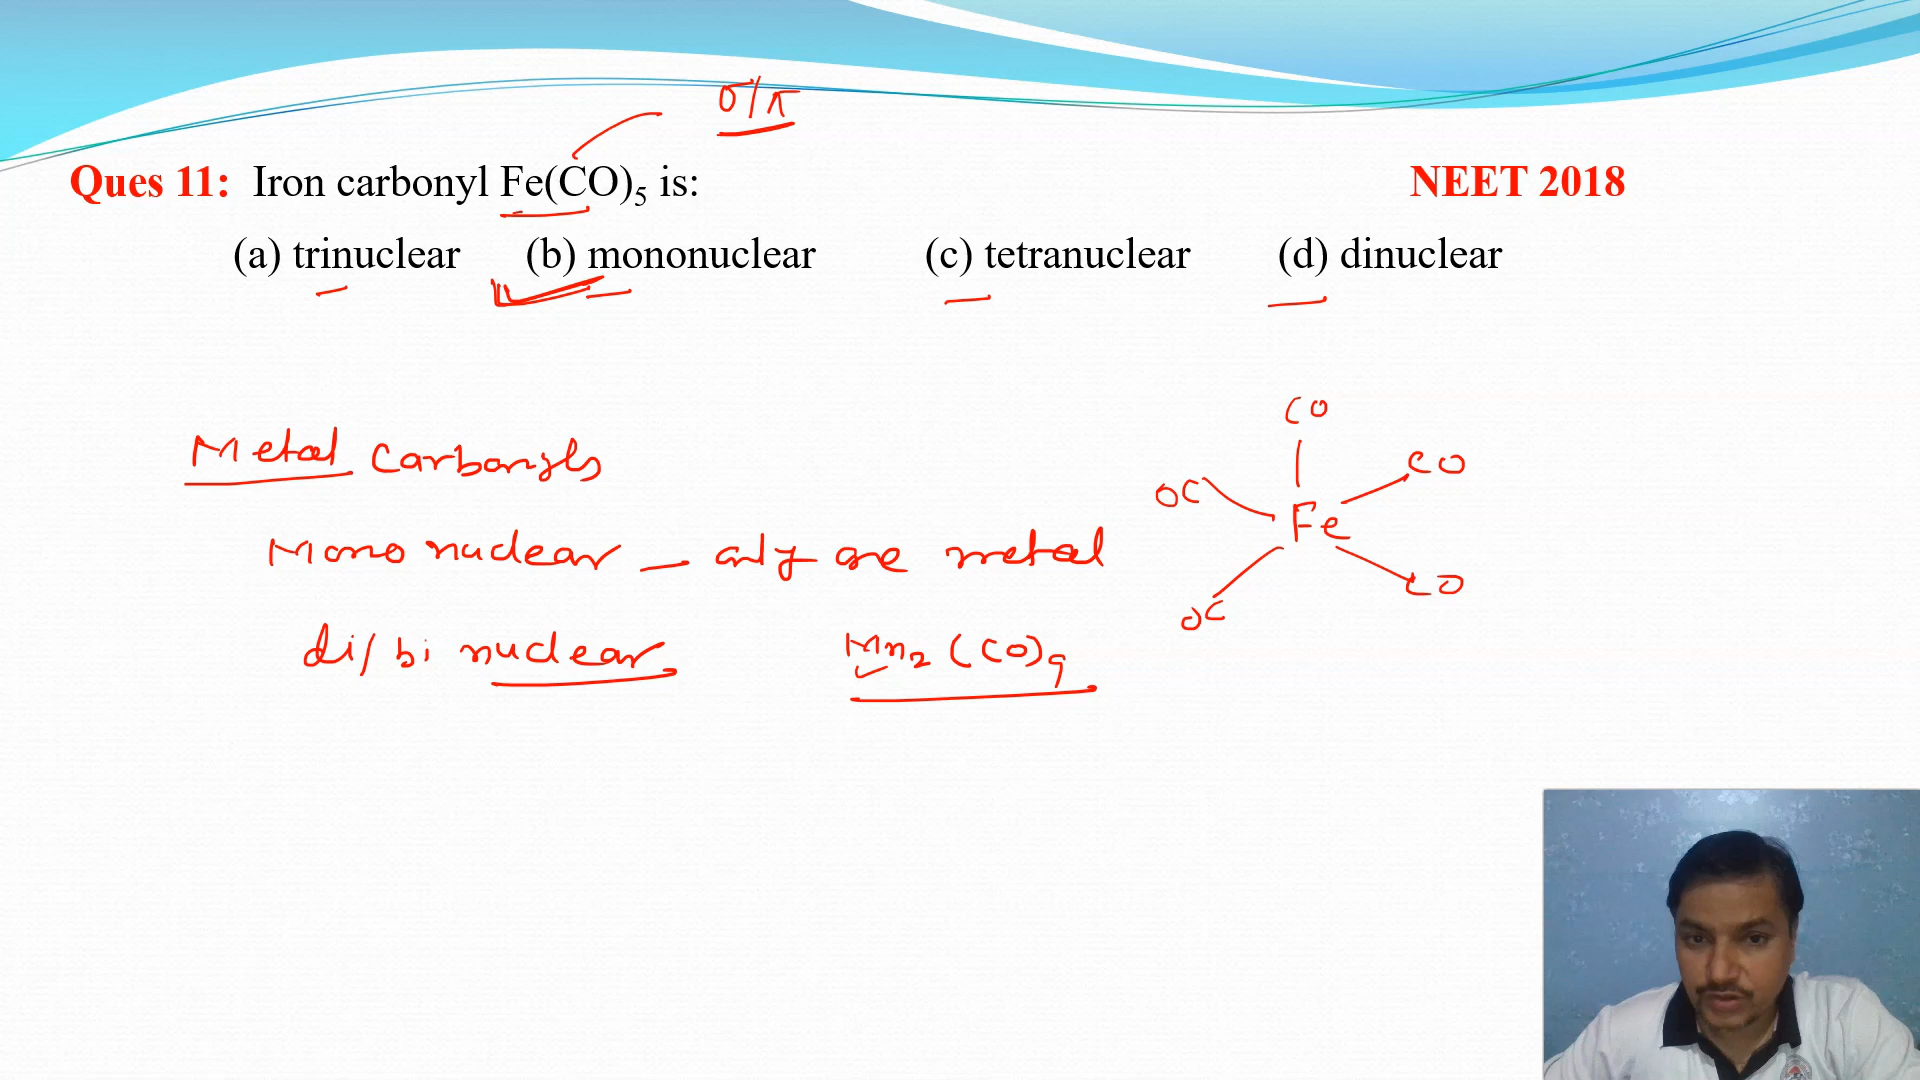 σ/π
Ques 11: Iron carbonyl Fe(CO)₅ is: NEET 2018
(a) trinuclear (b) mononuclear (c) tetranuclear (d) dinuclear
Metal Carbonyls
Mono nuclear – only one metal
di/bi nuclear Mn₂(CO)₉
CO
OC CO
Fe
OC CO